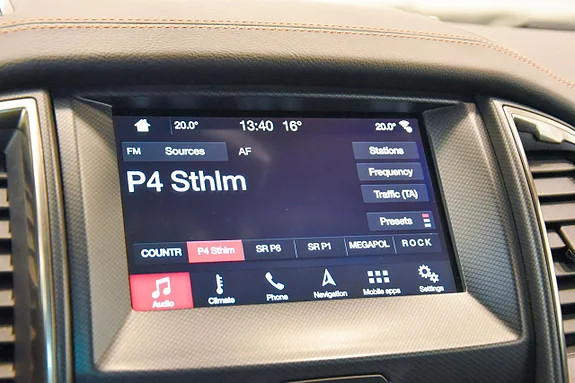 20.0° 13:40 16° 20.0°
FM Sources AF Stations
P4 Sthlm
Frequency
Traffic (TA)
Presets
COUNTR P4 Sthlm SR P6 SR P1 MEGAPOL ROCK
Audio Climate Phone Navigation Mobile apps Settings